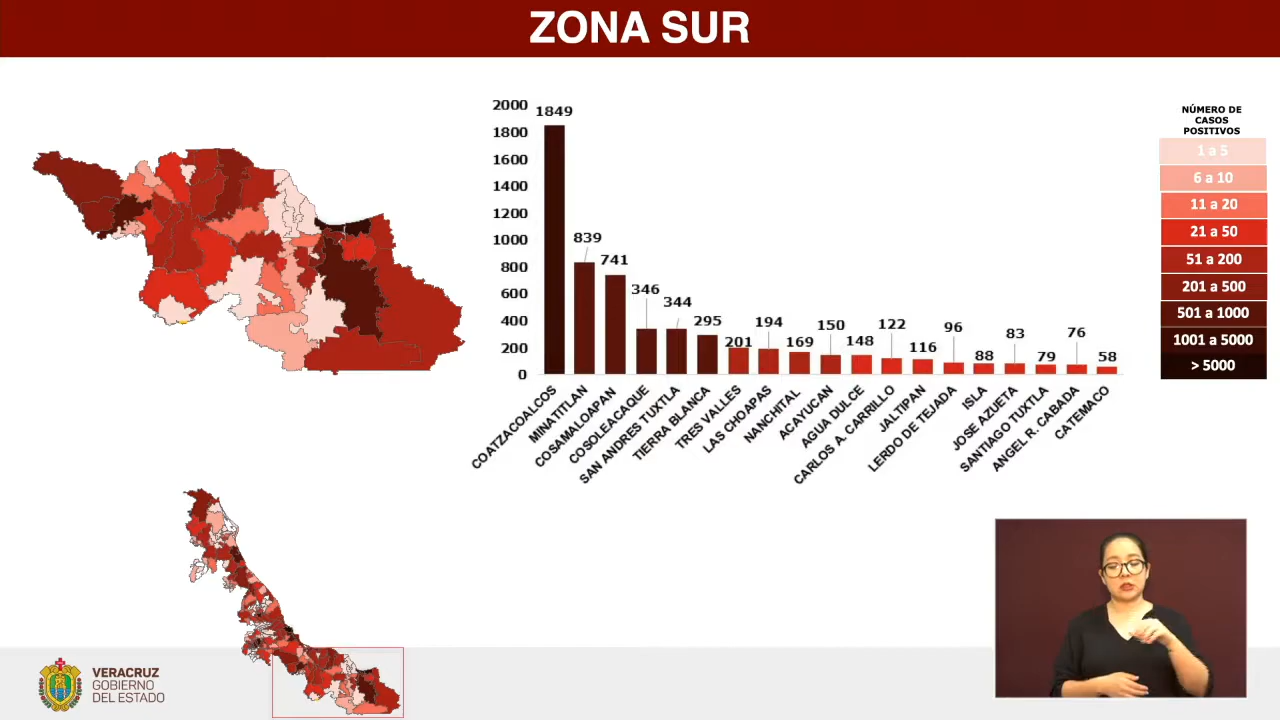 ZONA SUR
2000
1800
1600
1400
1200
1000
800
600
400
200
0
1849
839
741
346
344
295
201
194
169
150
148
122
116
96
88
83
79
76
58
COATZACOALCOS
MINATITLAN
COSAMALOAPAN
COSOLEACAQUE
SAN ANDRES TUXTLA
TIERRA BLANCA
TRES VALLES
LAS CHOAPAS
NANCHITAL
ACAYUCAN
AGUA DULCE
CARLOS A. CARRILLO
JALTIPAN
LERDO DE TEJADA
ISLA
JOSE AZUETA
SANTIAGO TUXTLA
ANGEL R. CABADA
CATEMACO
NÚMERO DE
CASOS
POSITIVOS
1 a 5
6 a 10
11 a 20
21 a 50
51 a 200
201 a 500
501 a 1000
1001 a 5000
> 5000
VERACRUZ
GOBIERNO
DEL ESTADO